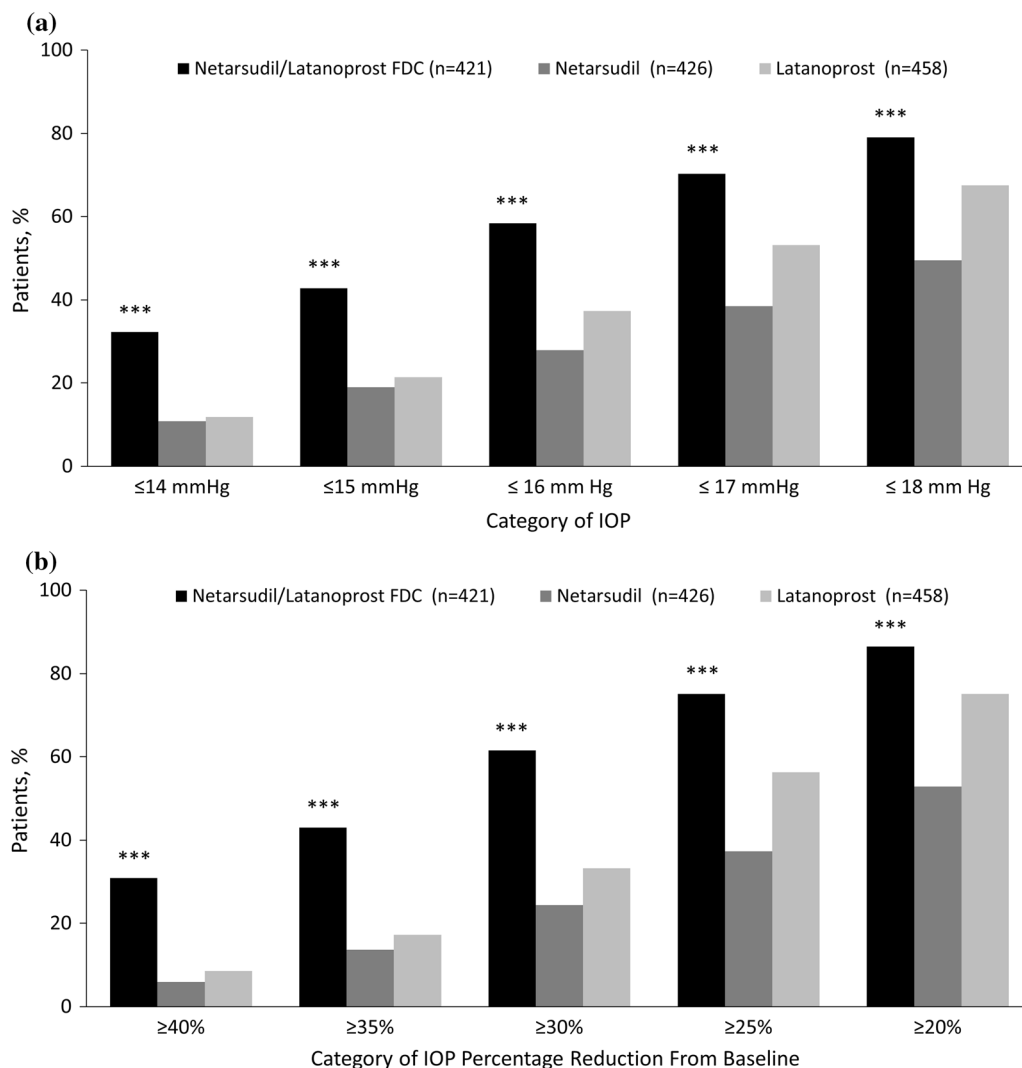 (a)
100
Netarsudil/Latanoprost FDC (n=421) Netarsudil (n=426) Latanoprost (n=458)
***
80
***
***
60
Patients, %
***
40
***
20
0
≤14 mmHg ≤15 mmHg ≤ 16 mm Hg ≤ 17 mmHg ≤ 18 mm Hg
Category of IOP
(b)
100
Netarsudil/Latanoprost FDC (n=421) Netarsudil (n=426) Latanoprost (n=458)
***
80
***
***
60
Patients, %
***
40
***
20
0
≥40% ≥35% ≥30% ≥25% ≥20%
Category of IOP Percentage Reduction From Baseline